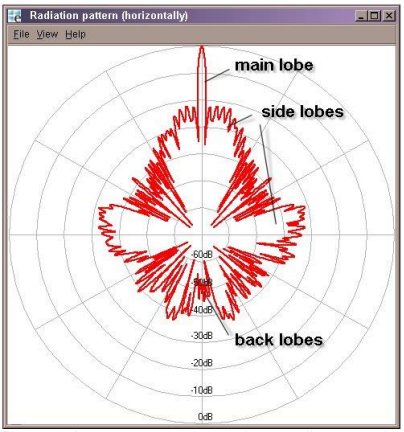 Radiation pattern (horizontally)
File View Help
main lobe
side lobes
-60dB
-50dB
-40dB
back lobes
-30dB
-20dB
-10dB
0dB